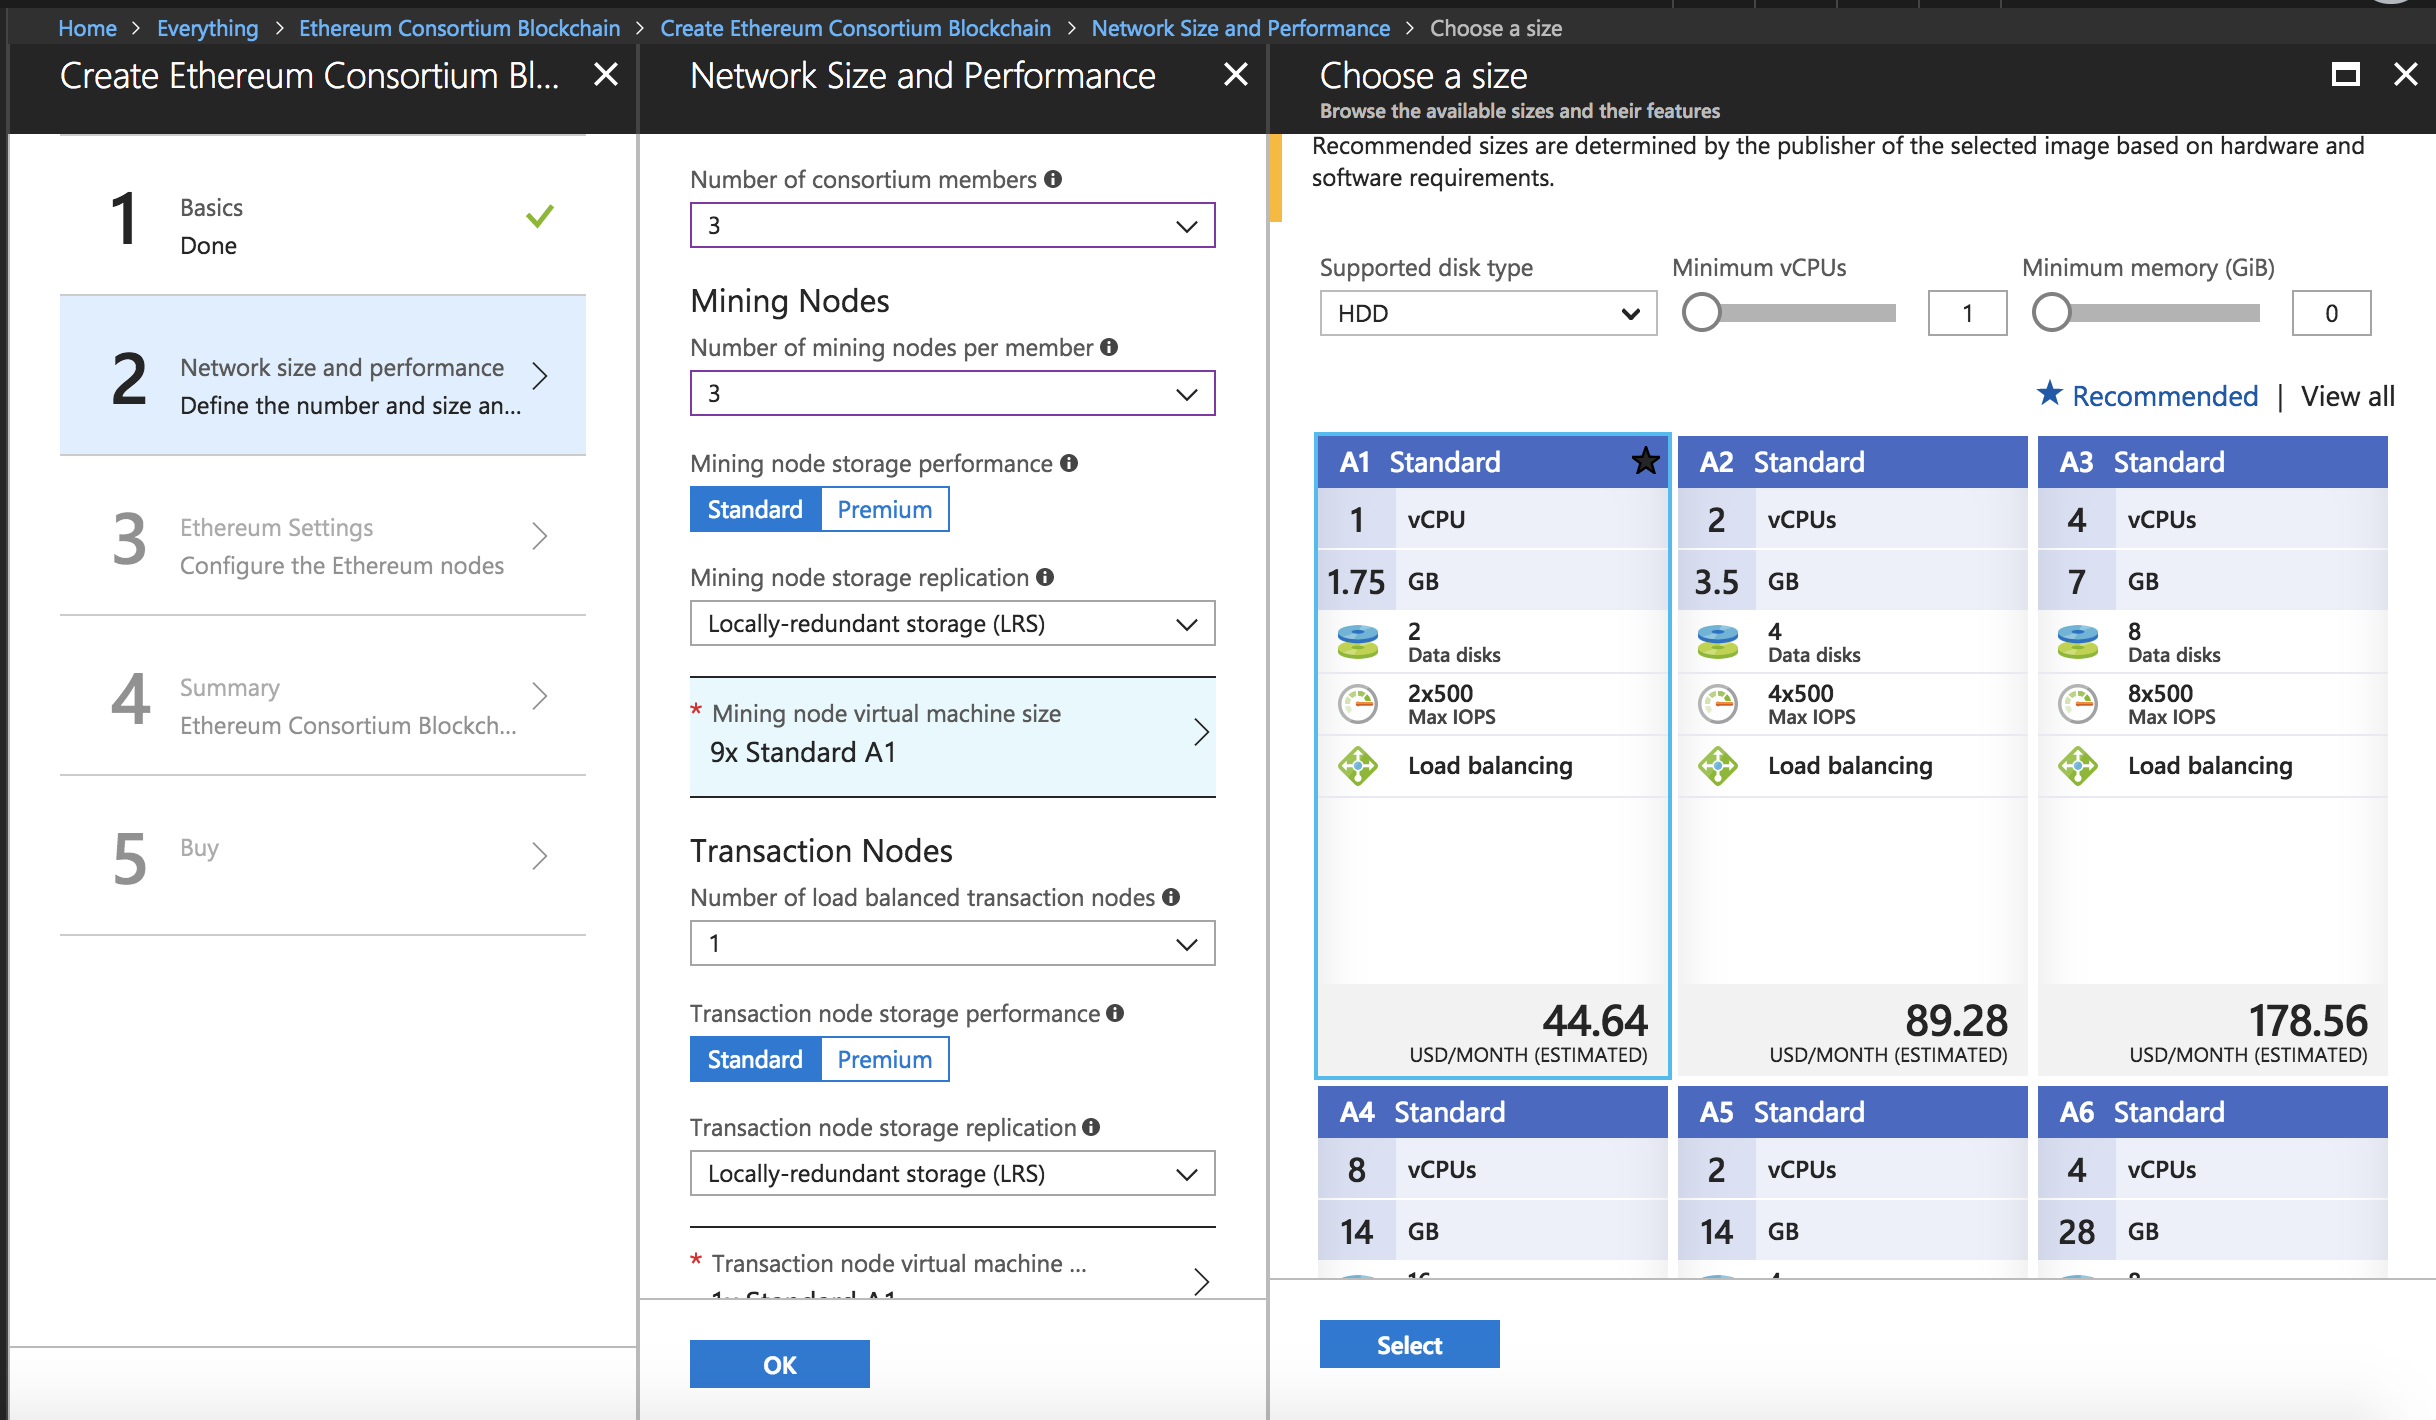 Home > Everything > Ethereum Consortium Blockchain > Create Ethereum Consortium Blockchain > Network Size and Performance > Choose a size
Create Ethereum Consortium Bl...
1
Basics
Done
2
Network size and performance
Define the number and size an...
3
Ethereum Settings
Configure the Ethereum nodes
4
Summary
Ethereum Consortium Blockch...
5
Buy
Network Size and Performance
Number of consortium members
3
Mining Nodes
Number of mining nodes per member
3
Mining node storage performance
Standard Premium
Mining node storage replication
Locally-redundant storage (LRS)
* Mining node virtual machine size
9x Standard A1
Transaction Nodes
Number of load balanced transaction nodes
1
Transaction node storage performance
Standard Premium
Transaction node storage replication
Locally-redundant storage (LRS)
* Transaction node virtual machine ...
1x Standard A1
OK
Choose a size
Browse the available sizes and their features
Recommended sizes are determined by the publisher of the selected image based on hardware and
software requirements.
Supported disk type Minimum vCPUs Minimum memory (GiB)
HDD 1 0
★ Recommended | View all
A1 Standard
1 vCPU
1.75 GB
2
Data disks
2x500
Max IOPS
Load balancing
44.64
USD/MONTH (ESTIMATED)
A2 Standard
2 vCPUs
3.5 GB
4
Data disks
4x500
Max IOPS
Load balancing
89.28
USD/MONTH (ESTIMATED)
A3 Standard
4 vCPUs
7 GB
8
Data disks
8x500
Max IOPS
Load balancing
178.56
USD/MONTH (ESTIMATED)
A4 Standard
8 vCPUs
14 GB
16
A5 Standard
2 vCPUs
14 GB
4
A6 Standard
4 vCPUs
28 GB
8
Select